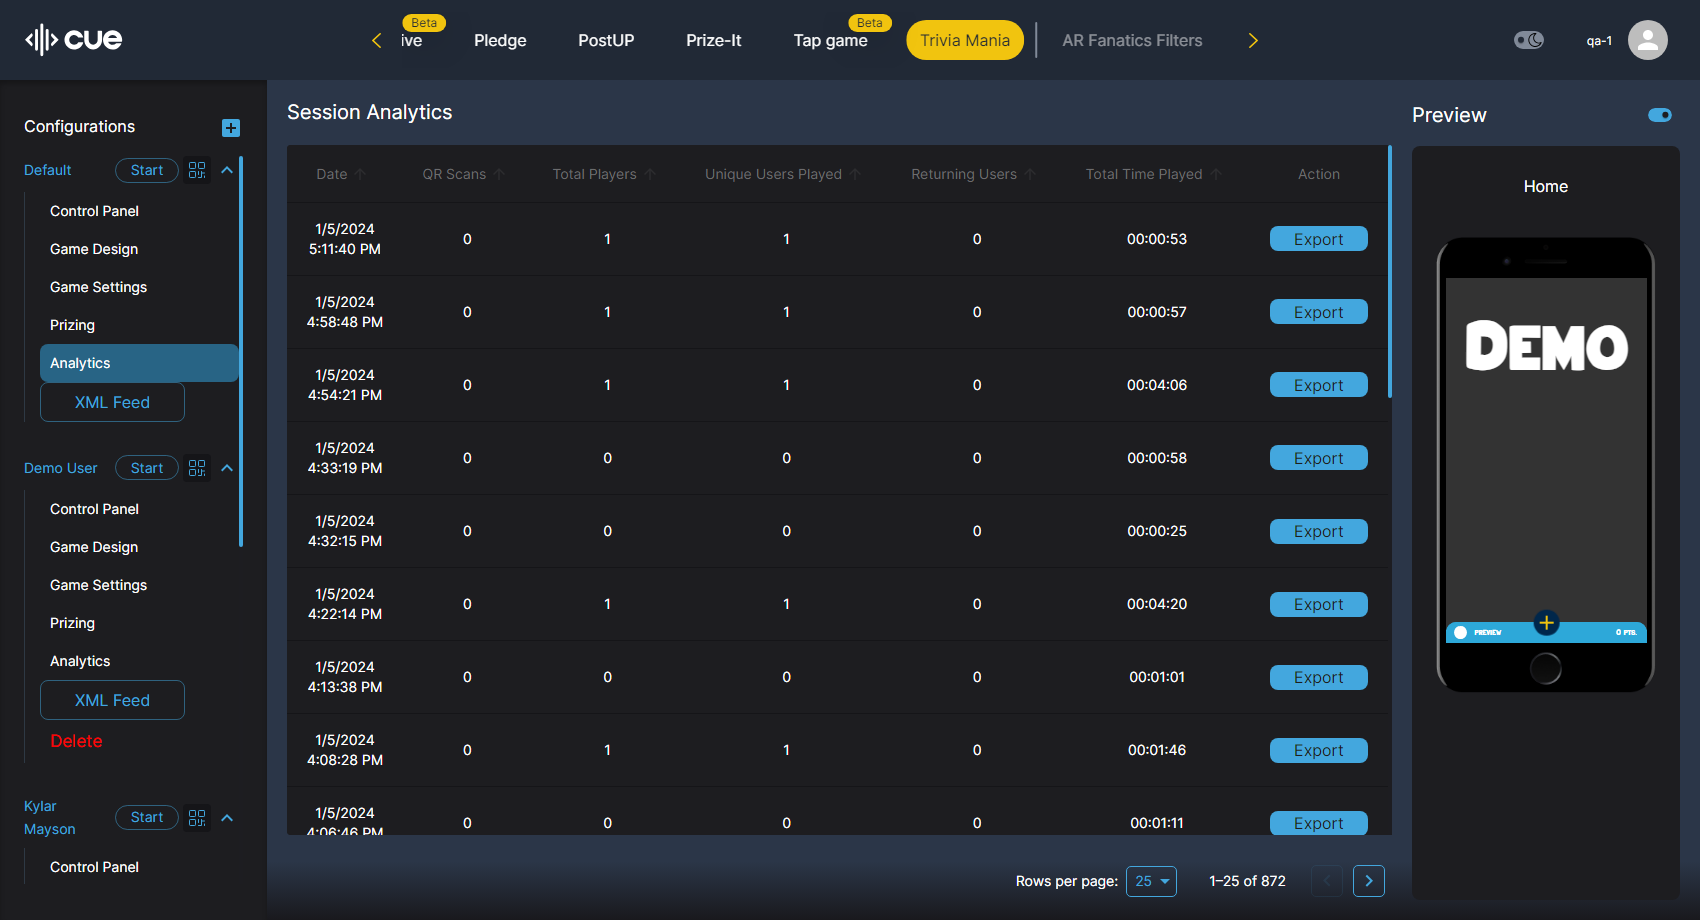 cue
Beta
ive
Pledge
PostUP
Prize-It
Beta
Tap game
Trivia Mania
AR Fanatics Filters
qa-1
Configurations
Default
Start
Control Panel
Game Design
Game Settings
Prizing
Analytics
XML Feed
Demo User
Start
Control Panel
Game Design
Game Settings
Prizing
Analytics
XML Feed
Delete
Kylar
Mayson
Start
Control Panel
Session Analytics
Date QR Scans Total Players Unique Users Played Returning Users Total Time Played Action
1/5/2024
5:11:40 PM 0 1 1 0 00:00:53 Export
1/5/2024
4:58:48 PM 0 1 1 0 00:00:57 Export
1/5/2024
4:54:21 PM 0 1 1 0 00:04:06 Export
1/5/2024
4:33:19 PM 0 0 0 0 00:00:58 Export
1/5/2024
4:32:15 PM 0 0 0 0 00:00:25 Export
1/5/2024
4:22:14 PM 0 1 1 0 00:04:20 Export
1/5/2024
4:13:38 PM 0 0 0 0 00:01:01 Export
1/5/2024
4:08:28 PM 0 1 1 0 00:01:46 Export
1/5/2024
4:06:46 PM 0 0 0 0 00:01:11 Export
Rows per page: 25 1–25 of 872
Preview
Home
DEMO
PREVIEW
0 PTS.